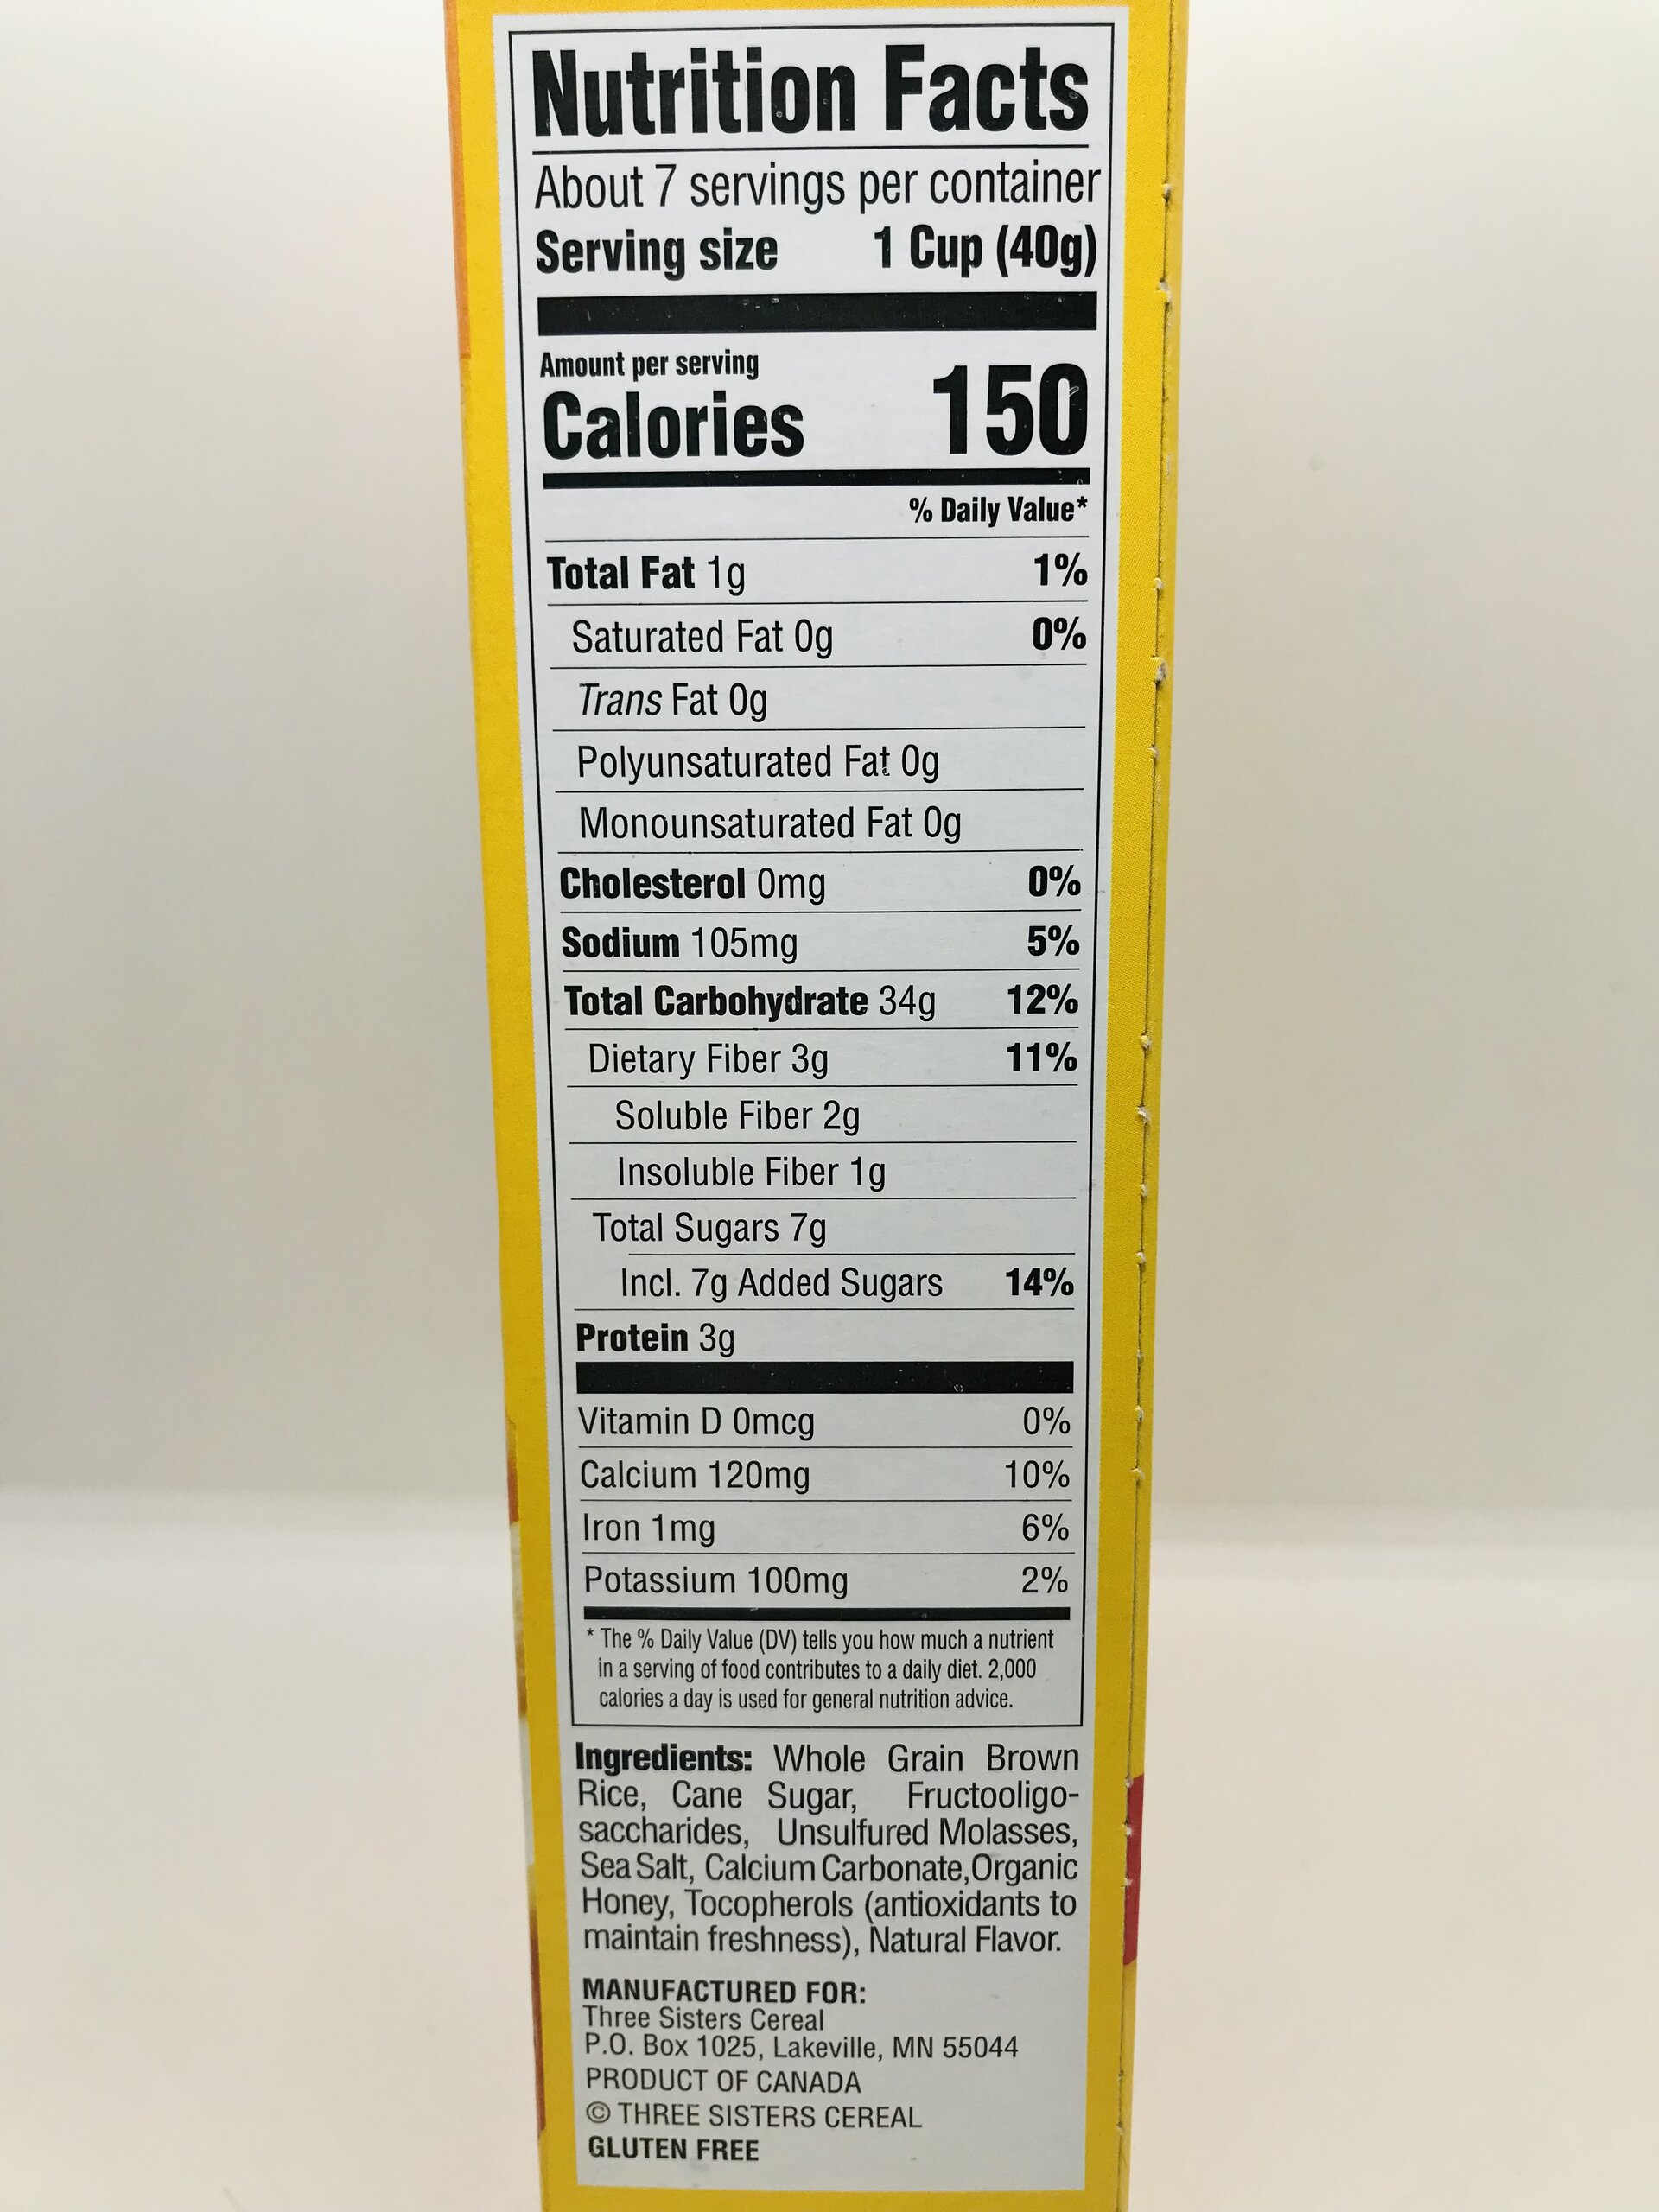 Nutrition Facts
About 7 servings per container
Serving size 1 Cup (40g)
Amount per serving
Calories 150
% Daily Value*
Total Fat 1g 1%
Saturated Fat 0g 0%
Trans Fat 0g
Polyunsaturated Fat 0g
Monounsaturated Fat 0g
Cholesterol 0mg 0%
Sodium 105mg 5%
Total Carbohydrate 34g 12%
Dietary Fiber 3g 11%
Soluble Fiber 2g
Insoluble Fiber 1g
Total Sugars 7g
Incl. 7g Added Sugars 14%
Protein 3g
Vitamin D 0mcg 0%
Calcium 120mg 10%
Iron 1mg 6%
Potassium 100mg 2%
* The % Daily Value (DV) tells you how much a nutrient
in a serving of food contributes to a daily diet. 2,000
calories a day is used for general nutrition advice.
Ingredients: Whole Grain Brown
Rice, Cane Sugar, Fructooligo-
saccharides, Unsulfured Molasses,
Sea Salt, Calcium Carbonate,Organic
Honey, Tocopherols (antioxidants to
maintain freshness), Natural Flavor.
MANUFACTURED FOR:
Three Sisters Cereal
P.O. Box 1025, Lakeville, MN 55044
PRODUCT OF CANADA
© THREE SISTERS CEREAL
GLUTEN FREE